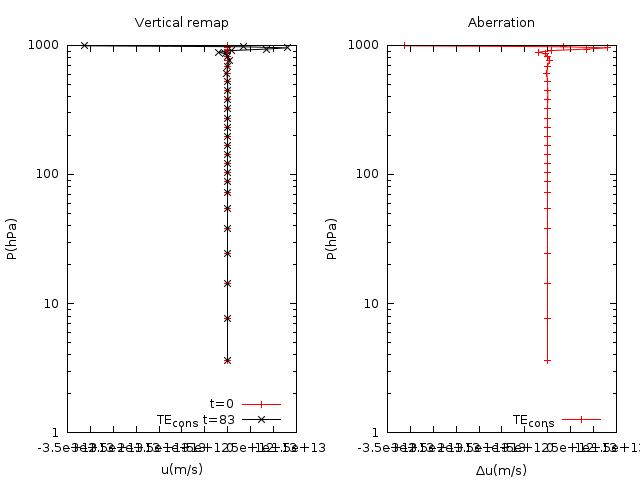 Vertical remap
Aberration
1000
100
10
1
P(hPa)
t=0
TEcons t=83
u(m/s)
1000
100
10
1
P(hPa)
TEcons
Δu(m/s)